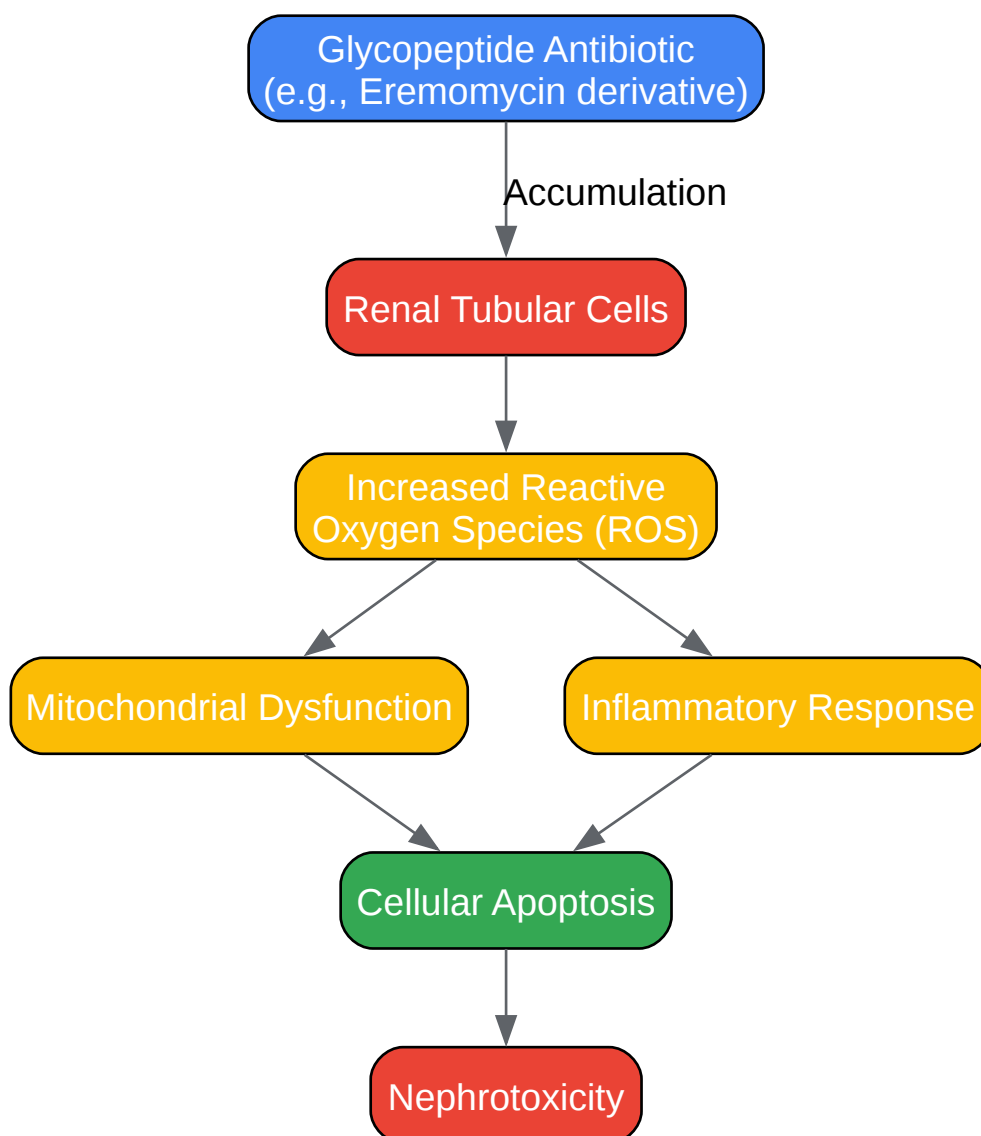 Glycopeptide Antibiotic
(e.g., Eremomycin derivative)
Accumulation
Renal Tubular Cells
Increased Reactive
Oxygen Species (ROS)
Mitochondrial Dysfunction
Inflammatory Response
Cellular Apoptosis
Nephrotoxicity